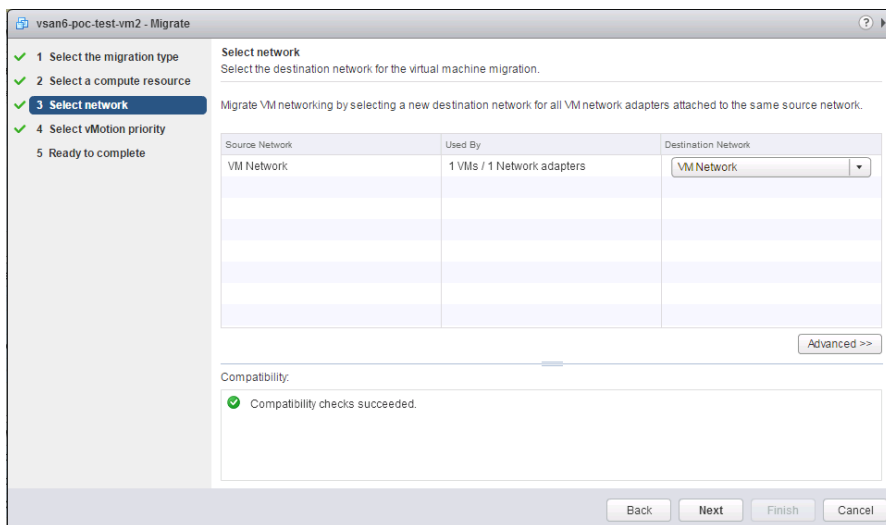 vsan6-poc-test-vm2 - Migrate
?
1 Select the migration type
2 Select a compute resource
3 Select network
4 Select vMotion priority
5 Ready to complete
Select network
Select the destination network for the virtual machine migration.
Migrate VM networking by selecting a new destination network for all VM network adapters attached to the same source network.
Source Network Used By Destination Network
VM Network 1 VMs / 1 Network adapters VM Network
Advanced >>
Compatibility:
Compatibility checks succeeded.
Back Next Finish Cancel